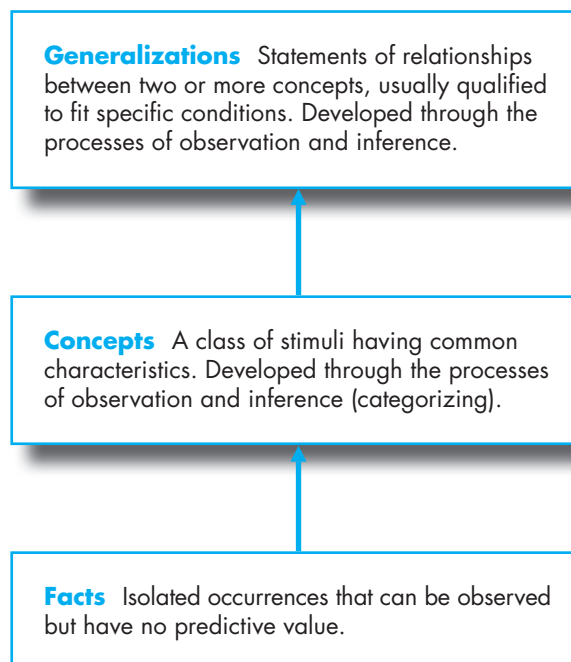 Generalizations Statements of relationships
between two or more concepts, usually qualified
to fit specific conditions. Developed through the
processes of observation and inference.
Concepts A class of stimuli having common
characteristics. Developed through the processes
of observation and inference (categorizing).
Facts Isolated occurrences that can be observed
but have no predictive value.